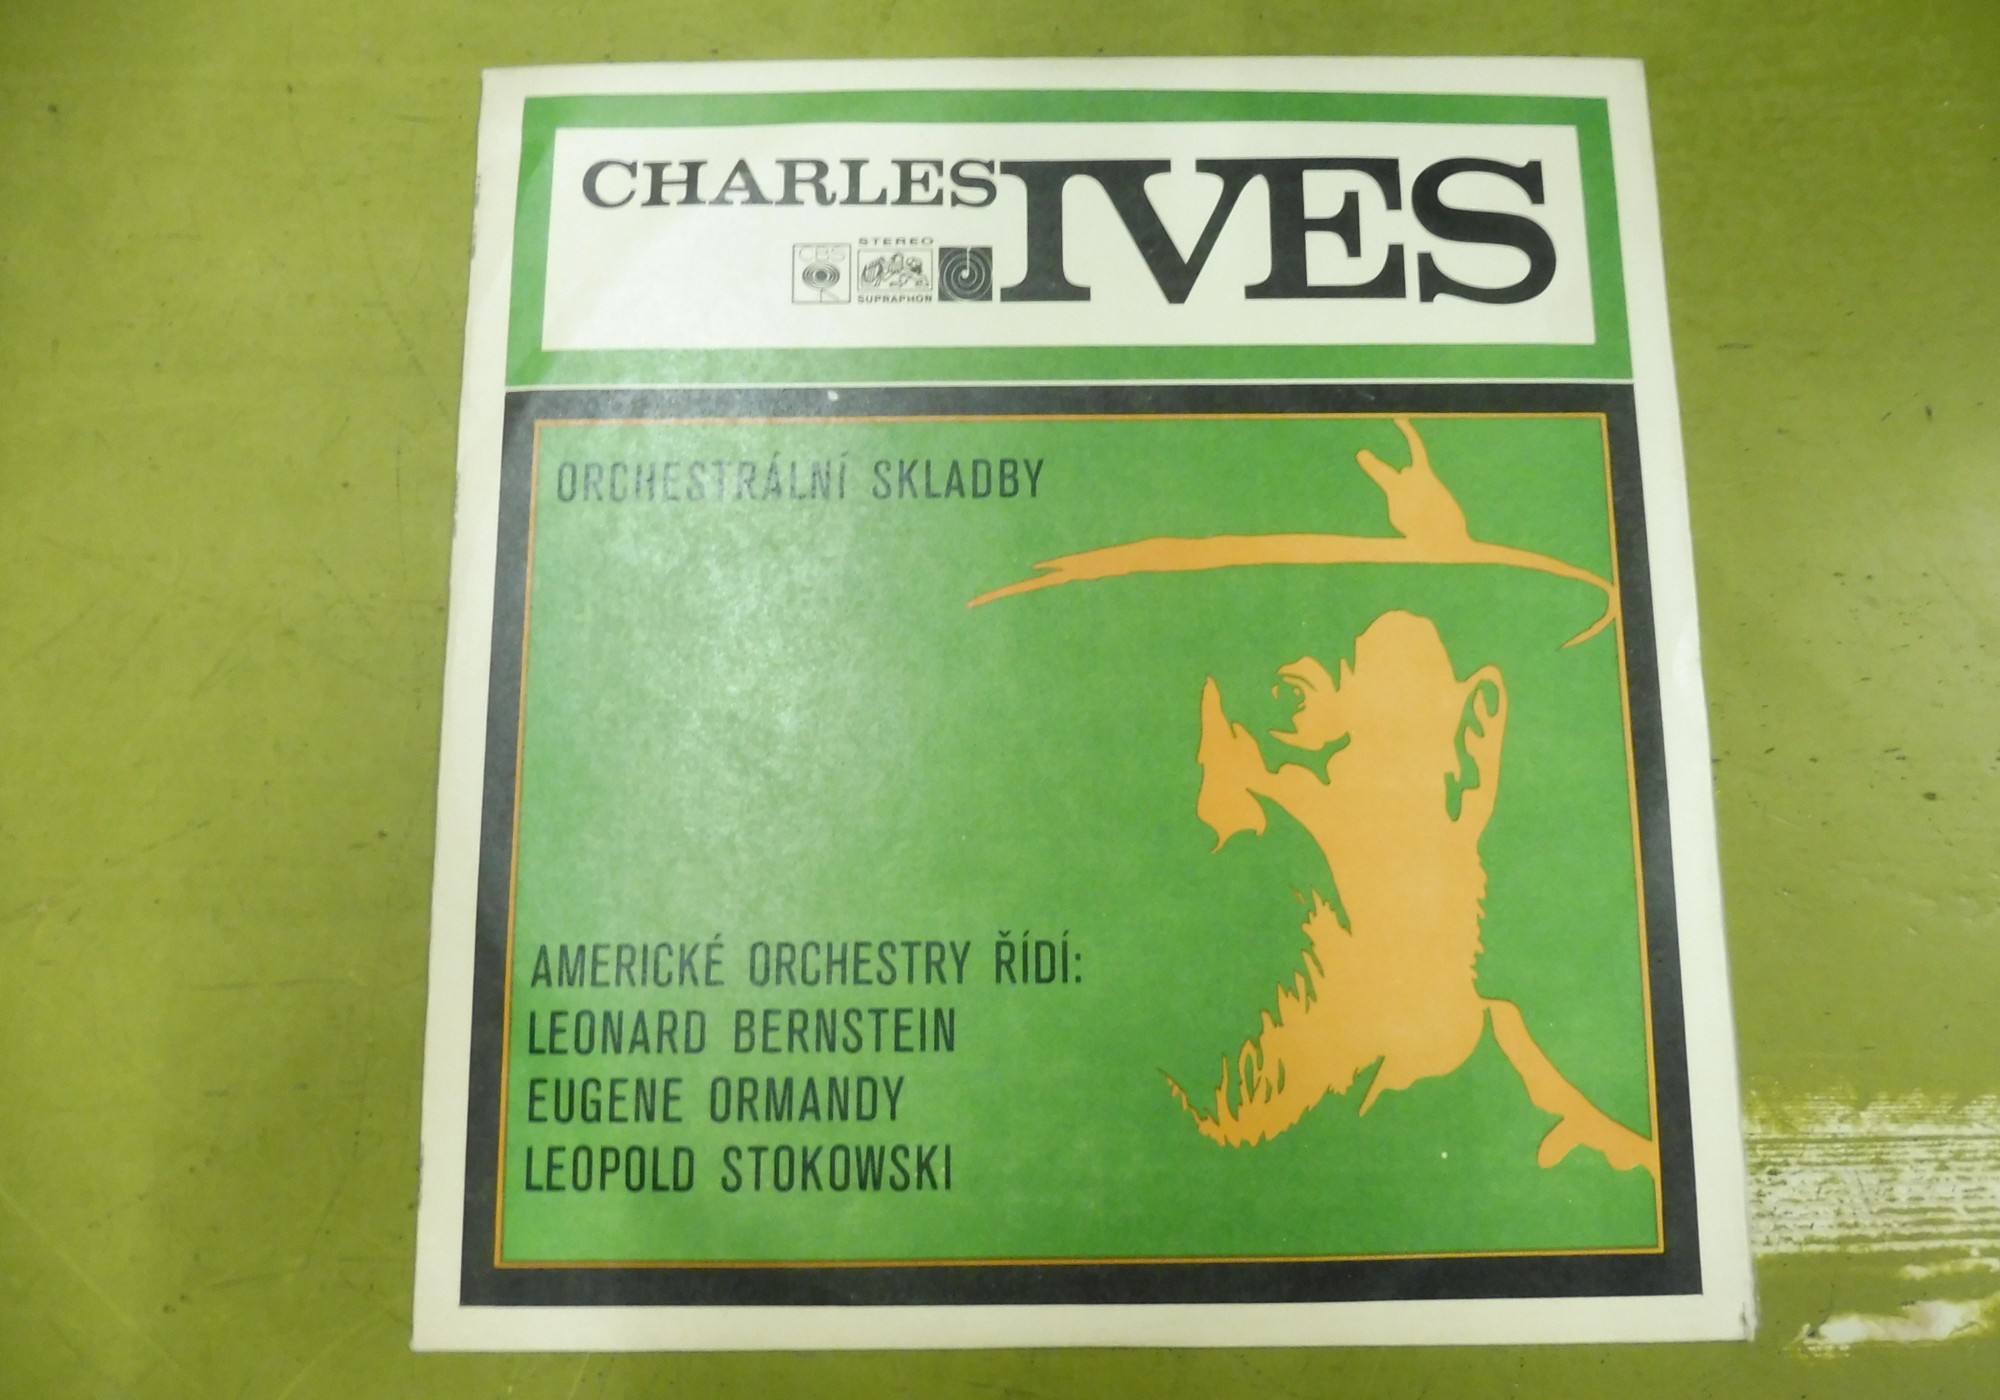 CHARLES IVES
CBS
STEREO
SUPRAPHON
ORCHESTRÁLNÍ SKLADBY
AMERICKÉ ORCHESTRY ŘÍDÍ:
LEONARD BERNSTEIN
EUGENE ORMANDY
LEOPOLD STOKOWSKI